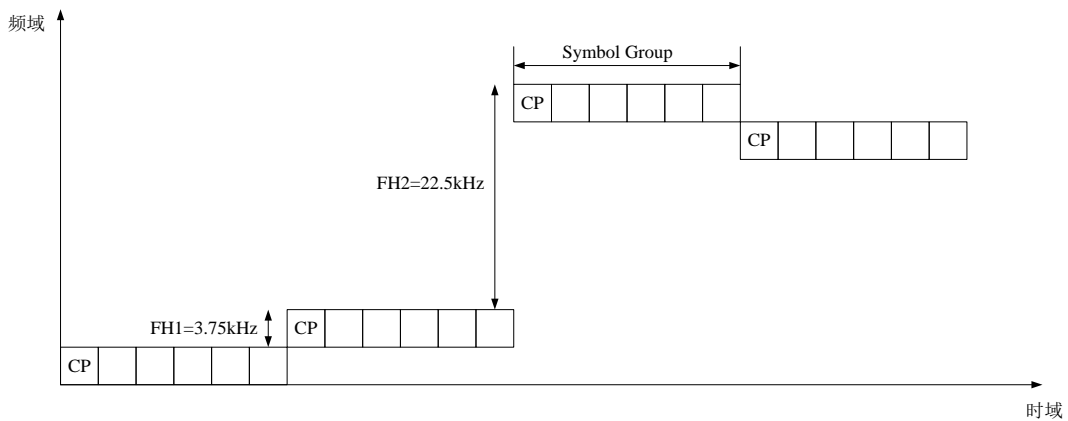 频域
Symbol Group
CP
CP
FH2=22.5kHz
FH1=3.75kHz
CP
CP
时域